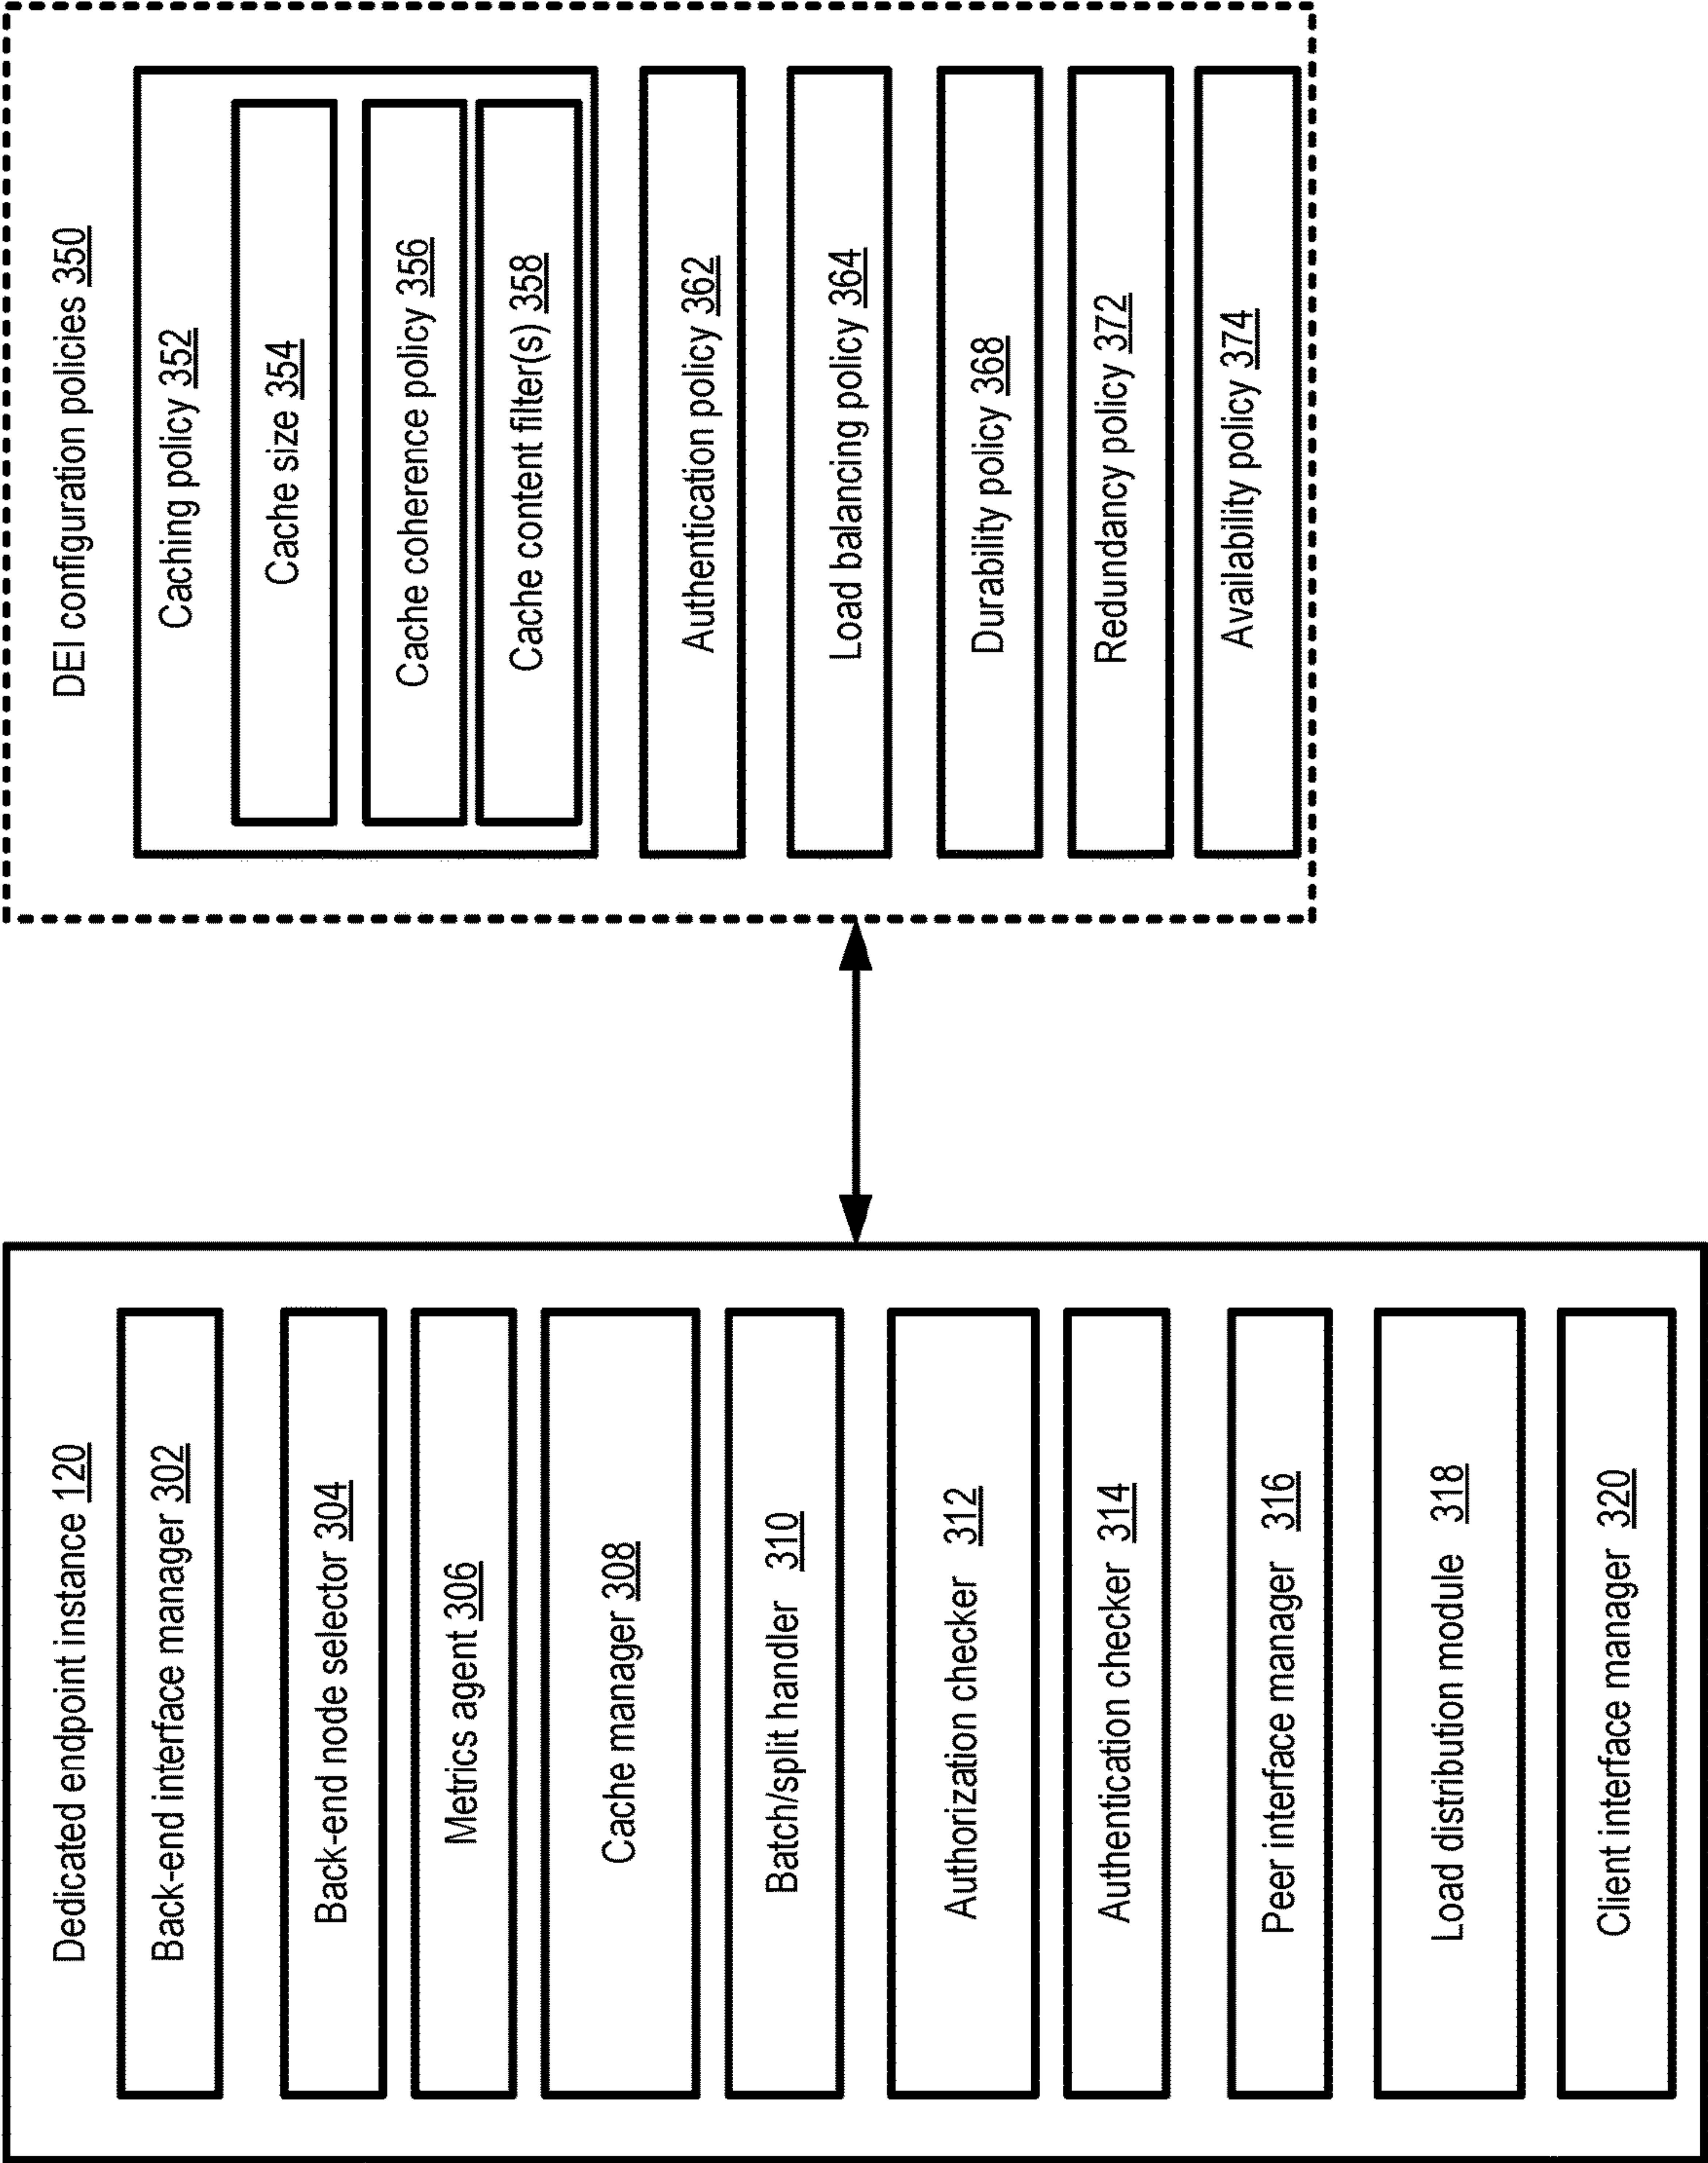 Dedicated endpoint instance 120
Back-end interface manager 302
Back-end node selector 304
Metrics agent 306
Cache manager 308
Batch/split handler 310
Authorization checker 312
Authentication checker 314
Peer interface manager 316
Load distribution module 318
Client interface manager 320
DEI configuration policies 350
Caching policy 352
Cache size 354
Cache coherence policy 356
Cache content filter(s) 358
Authentication policy 362
Load balancing policy 364
Durability policy 368
Redundancy policy 372
Availability policy 374